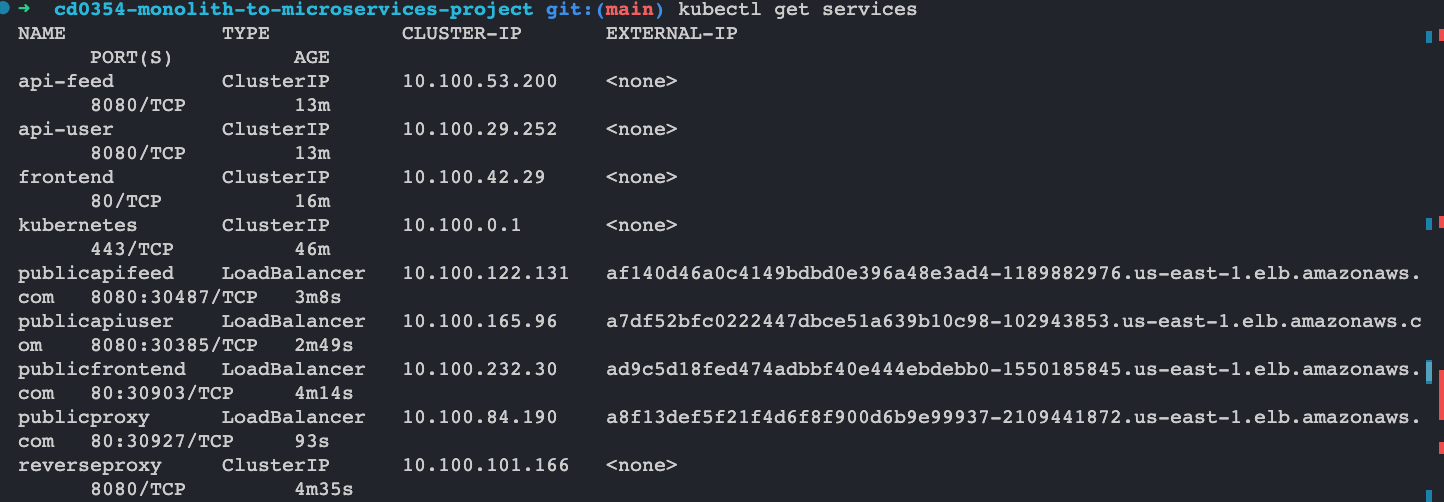 ➜ cd0354-monolith-to-microservices-project git:(main) kubectl get services
NAME TYPE CLUSTER-IP EXTERNAL-IP
PORT(S) AGE
api-feed ClusterIP 10.100.53.200 <none>
8080/TCP 13m
api-user ClusterIP 10.100.29.252 <none>
8080/TCP 13m
frontend ClusterIP 10.100.42.29 <none>
80/TCP 16m
kubernetes ClusterIP 10.100.0.1 <none>
443/TCP 46m
publicapifeed LoadBalancer 10.100.122.131 af140d46a0c4149bdbd0e396a48e3ad4-1189882976.us-east-1.elb.amazonaws.
com 8080:30487/TCP 3m8s
publicapiuser LoadBalancer 10.100.165.96 a7df52bfc0222447dbce51a639b10c98-102943853.us-east-1.elb.amazonaws.c
om 8080:30385/TCP 2m49s
publicfrontend LoadBalancer 10.100.232.30 ad9c5d18fed474adbbf40e444ebdebb0-1550185845.us-east-1.elb.amazonaws.
com 80:30903/TCP 4m14s
publicproxy LoadBalancer 10.100.84.190 a8f13def5f21f4d6f8f900d6b9e99937-2109441872.us-east-1.elb.amazonaws.
com 80:30927/TCP 93s
reverseproxy ClusterIP 10.100.101.166 <none>
8080/TCP 4m35s